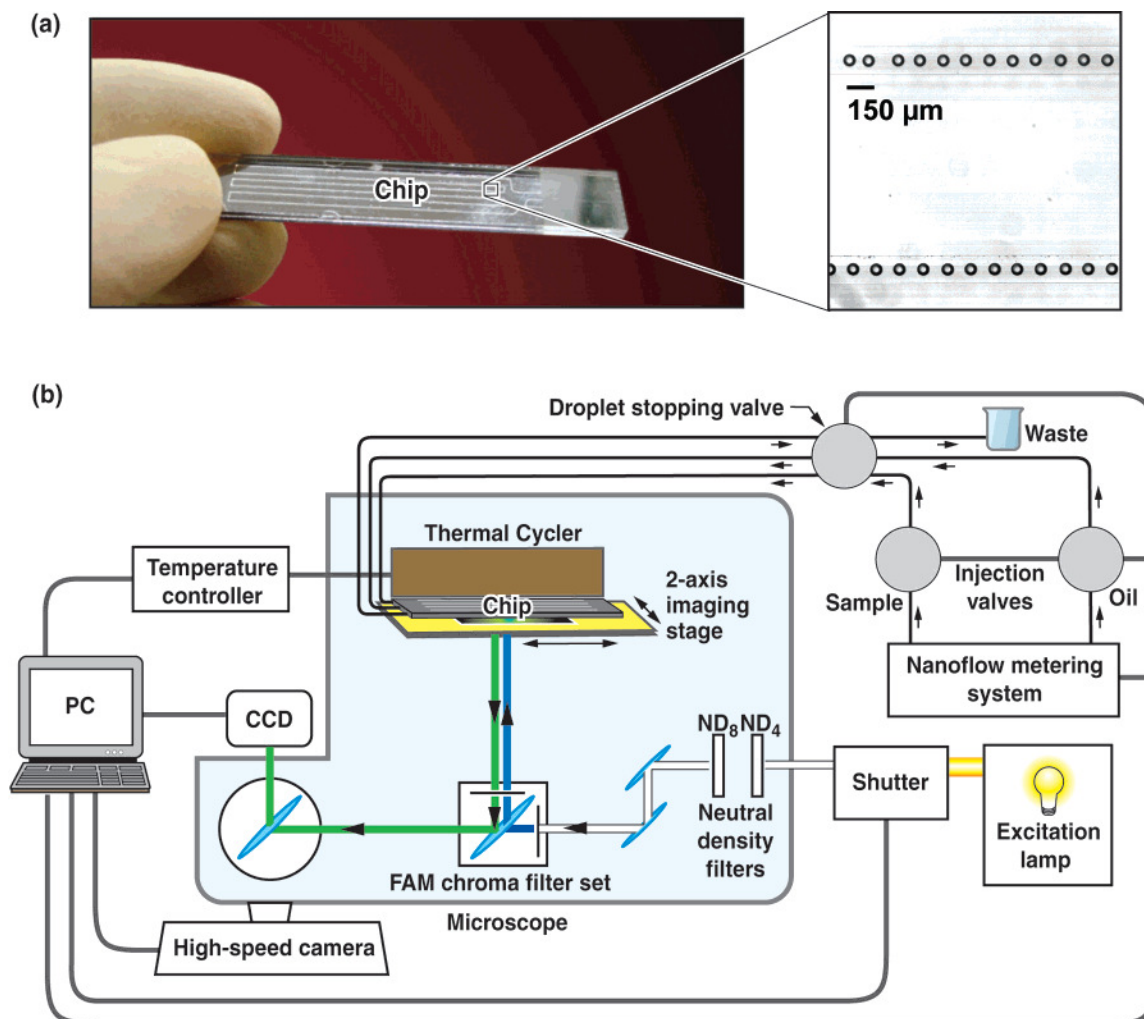 (a)
Chip
150 µm
(b)
Droplet stopping valve
Waste
Thermal Cycler
Temperature
controller
Chip
2-axis
imaging
stage
Sample
Injection
valves
Oil
Nanoflow metering
system
PC
CCD
ND8 ND4
Neutral
density
filters
Shutter
Excitation
lamp
FAM chroma filter set
Microscope
High-speed camera